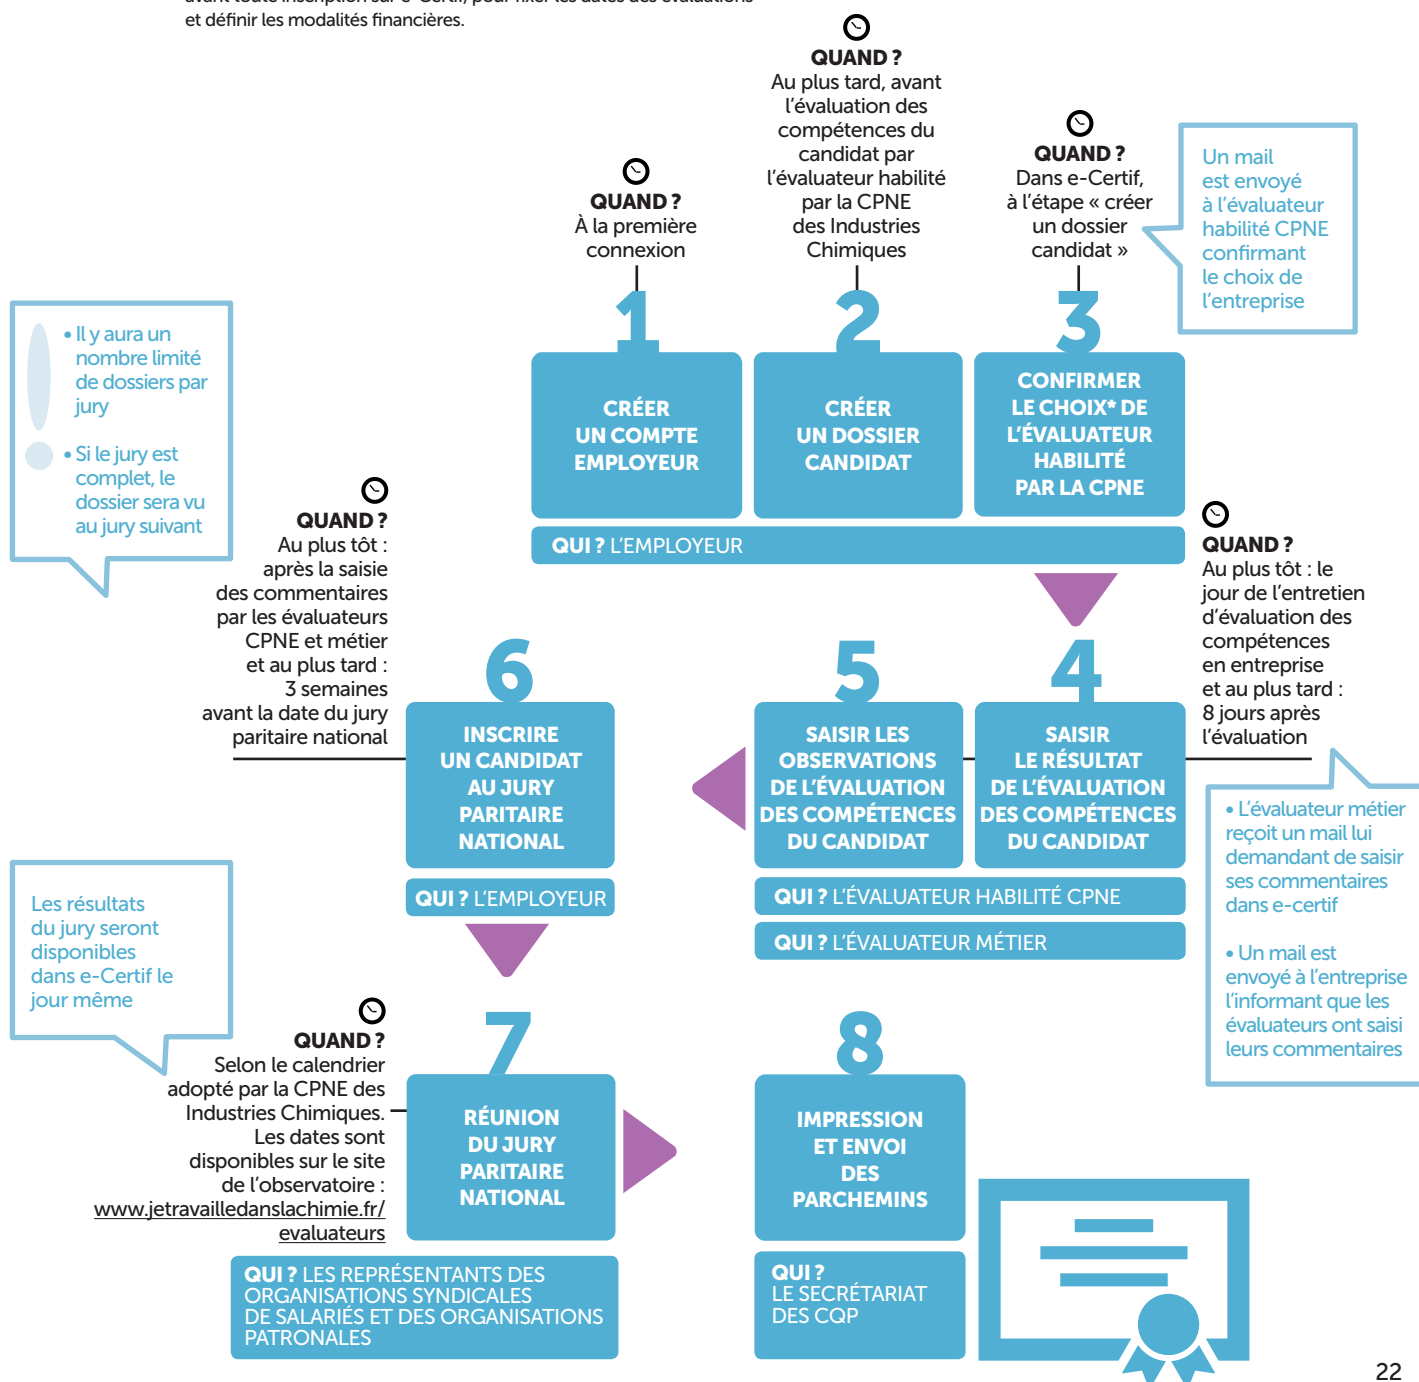 et définir les modalités financières.
QUAND ?
Au plus tard, avant
l'évaluation des
compétences du
candidat par
l'évaluateur habilité
par la CPNE
des Industries
Chimiques
QUAND ?
À la première
connexion
QUAND ?
Dans e-Certif,
à l'étape « créer
un dossier
candidat »
Un mail
est envoyé
à l'évaluateur
habilité CPNE
confirmant
le choix de
l'entreprise
1
CRÉER
UN COMPTE
EMPLOYEUR
2
CRÉER
UN DOSSIER
CANDIDAT
3
CONFIRMER
LE CHOIX* DE
L'ÉVALUATEUR
HABILITÉ
PAR LA CPNE
QUI ? L'EMPLOYEUR
• Il y aura un
nombre limité
de dossiers par
jury
• Si le jury est
complet, le
dossier sera vu
au jury suivant
QUAND ?
Au plus tôt : le
jour de l'entretien
d'évaluation des
compétences
en entreprise
et au plus tard :
8 jours après
l'évaluation
4
SAISIR
LE RÉSULTAT
DE L'ÉVALUATION
DES COMPÉTENCES
DU CANDIDAT
5
SAISIR LES
OBSERVATIONS
DE L'ÉVALUATION
DES COMPÉTENCES
DU CANDIDAT
QUI ? L'ÉVALUATEUR HABILITÉ CPNE
QUI ? L'ÉVALUATEUR MÉTIER
• L'évaluateur métier
reçoit un mail lui
demandant de saisir
ses commentaires
dans e-certif
• Un mail est
envoyé à l'entreprise
l'informant que les
évaluateurs ont saisi
leurs commentaires
QUAND ?
Au plus tôt :
après la saisie
des commentaires
par les évaluateurs
CPNE et métier
et au plus tard :
3 semaines
avant la date du jury
paritaire national
6
INSCRIRE
UN CANDIDAT
AU JURY
PARITAIRE
NATIONAL
QUI ? L'EMPLOYEUR
Les résultats
du jury seront
disponibles
dans e-Certif le
jour même
QUAND ?
Selon le calendrier
adopté par la CPNE des
Industries Chimiques.
Les dates sont
disponibles sur le site
de l'observatoire :
www.jetravailledanslachimie.fr/
evaluateurs
7
RÉUNION
DU JURY
PARITAIRE
NATIONAL
QUI ? LES REPRÉSENTANTS DES
ORGANISATIONS SYNDICALES
DE SALARIÉS ET DES ORGANISATIONS
PATRONALES
8
IMPRESSION
ET ENVOI
DES
PARCHEMINS
QUI ?
LE SECRÉTARIAT
DES CQP
22